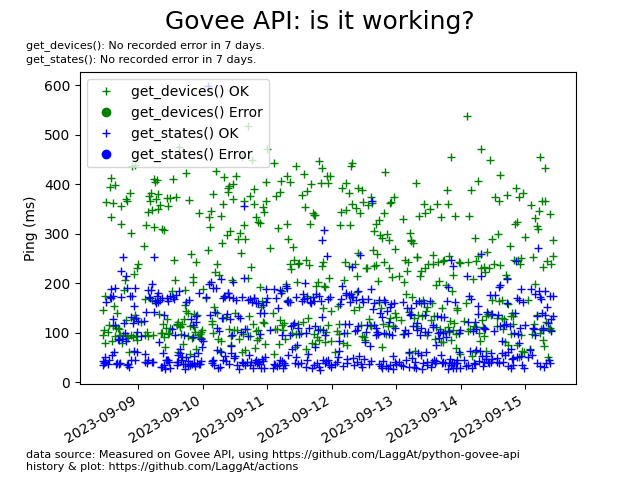 Govee API: is it working?
get_devices(): No recorded error in 7 days.
get_states(): No recorded error in 7 days.
get_devices() OK
get_devices() Error
get_states() OK
get_states() Error
Ping (ms)
600
500
400
300
200
100
0
2023-09-09
2023-09-10
2023-09-11
2023-09-12
2023-09-13
2023-09-14
2023-09-15
data source: Measured on Govee API, using https://github.com/LaggAt/python-govee-api
history & plot: https://github.com/LaggAt/actions